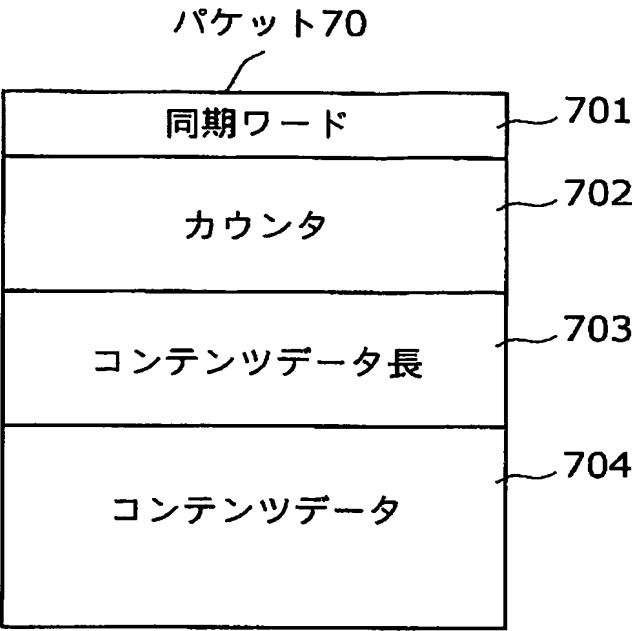 パケット70
同期ワード 701
カウンタ 702
コンテンツデータ長 703
コンテンツデータ 704